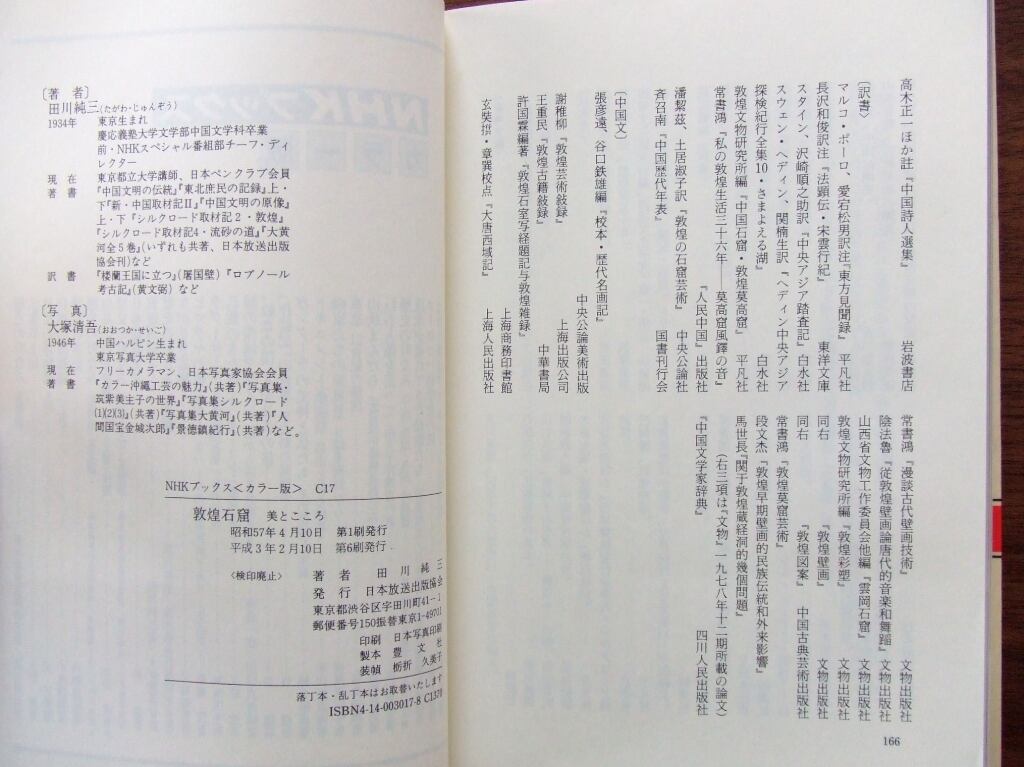 高木正一ほか註『中国詩人選集』 岩波書店
〔訳書〕
マルコ・ポーロ、愛宕松男訳注『東方見聞録』 平凡社
長沢和俊訳注『法顕伝・宋雲行紀』 東洋文庫
スタイン、沢崎順之助訳『中央アジア踏査記』 白水社
スウェン・ヘディン、関楠生訳『ヘディン中央アジア
探検紀行全集10・さまよえる湖』 白水社
敦煌文物研究所編『中国石窟・敦煌莫高窟』 平凡社
常書鴻『私の敦煌生活三十六年――莫高窟風鐸の音』
『人民中国』出版社
潘絜茲、土居淑子訳『敦煌の石窟芸術』 中央公論社
斉召南『中国歴代年表』 国書刊行会
〔中国文〕
張彦遠、谷口鉄雄編『校本・歴代名画記』
中央公論美術出版
謝稚柳『敦煌芸術敍録』 上海出版公司
王重民『敦煌古籍敍録』 中華書局
許国霖編著『敦煌石室写経題記与敦煌雑録』
上海商務印書館
玄奘撰・章巽校点『大唐西域記』 上海人民出版社
常書鴻『漫談古代壁画技術』 文物出版社
陰法魯『従敦煌壁画論唐代的音楽和舞蹈』 文物出版社
山西省文物工作委員会他編『雲岡石窟』 文物出版社
敦煌文物研究所編『敦煌彩塑』 文物出版社
同右 『敦煌壁画』 文物出版社
同右 『敦煌図案』 中国古典芸術出版社
常書鴻『敦煌莫高窟芸術』
段文杰『敦煌早期壁画的民族伝統和外来影響』
馬世長『関于敦煌蔵経洞的幾個問題』
(右三項は『文物』一九七八年十二期所載の論文)
『中国文学家辞典』 四川人民出版社
166
〔著者〕
田川純三(たがわ・じゅんぞう)
1934年 東京生まれ
慶応義塾大学文学部中国文学科卒業
前・NHKスペシャル番組部チーフ・ディ
レクター
現在 東京都立大学講師、日本ペンクラブ会員
著書 『中国文明の伝統』『東北庶民の記録』上・
下『新・中国取材記Ⅱ』『中国文明の原像』
上・下『シルクロード取材記2・敦煌』
『シルクロード取材記4・流砂の道』『大黄
河全5巻』(いずれも共著、日本放送出版
協会刊)など
訳書 『楼蘭王国に立つ』(屠国壁)『ロプノール
考古記』(黄文弼)など
〔写真〕
大塚清吾(おおつか・せいご)
1946年 中国ハルピン生まれ
東京写真大学卒業
現在 フリーカメラマン、日本写真家協会会員
著書 『カラー沖縄工芸の魅力』(共著)『写真集・
筑紫美主子の世界』『写真集シルクロード
(1)(2)(3)』(共著)『写真集大黄河』(共著)『人
間国宝金城次郎』『景徳鎮紀行』(共著)など。
NHKブックス<カラー版> C17
敦煌石窟 美とこころ
昭和57年4月10日 第1刷発行
平成3年2月10日 第6刷発行
<検印廃止> 著者 田川純三
発行 日本放送出版協会
東京都渋谷区宇田川町41-1
郵便番号150振替東京1-49701
印刷 日本写真印刷
製本 豊文社
装幀 栃折久美子
落丁本・乱丁本はお取替いたします
ISBN4-14-003017-8 C1370